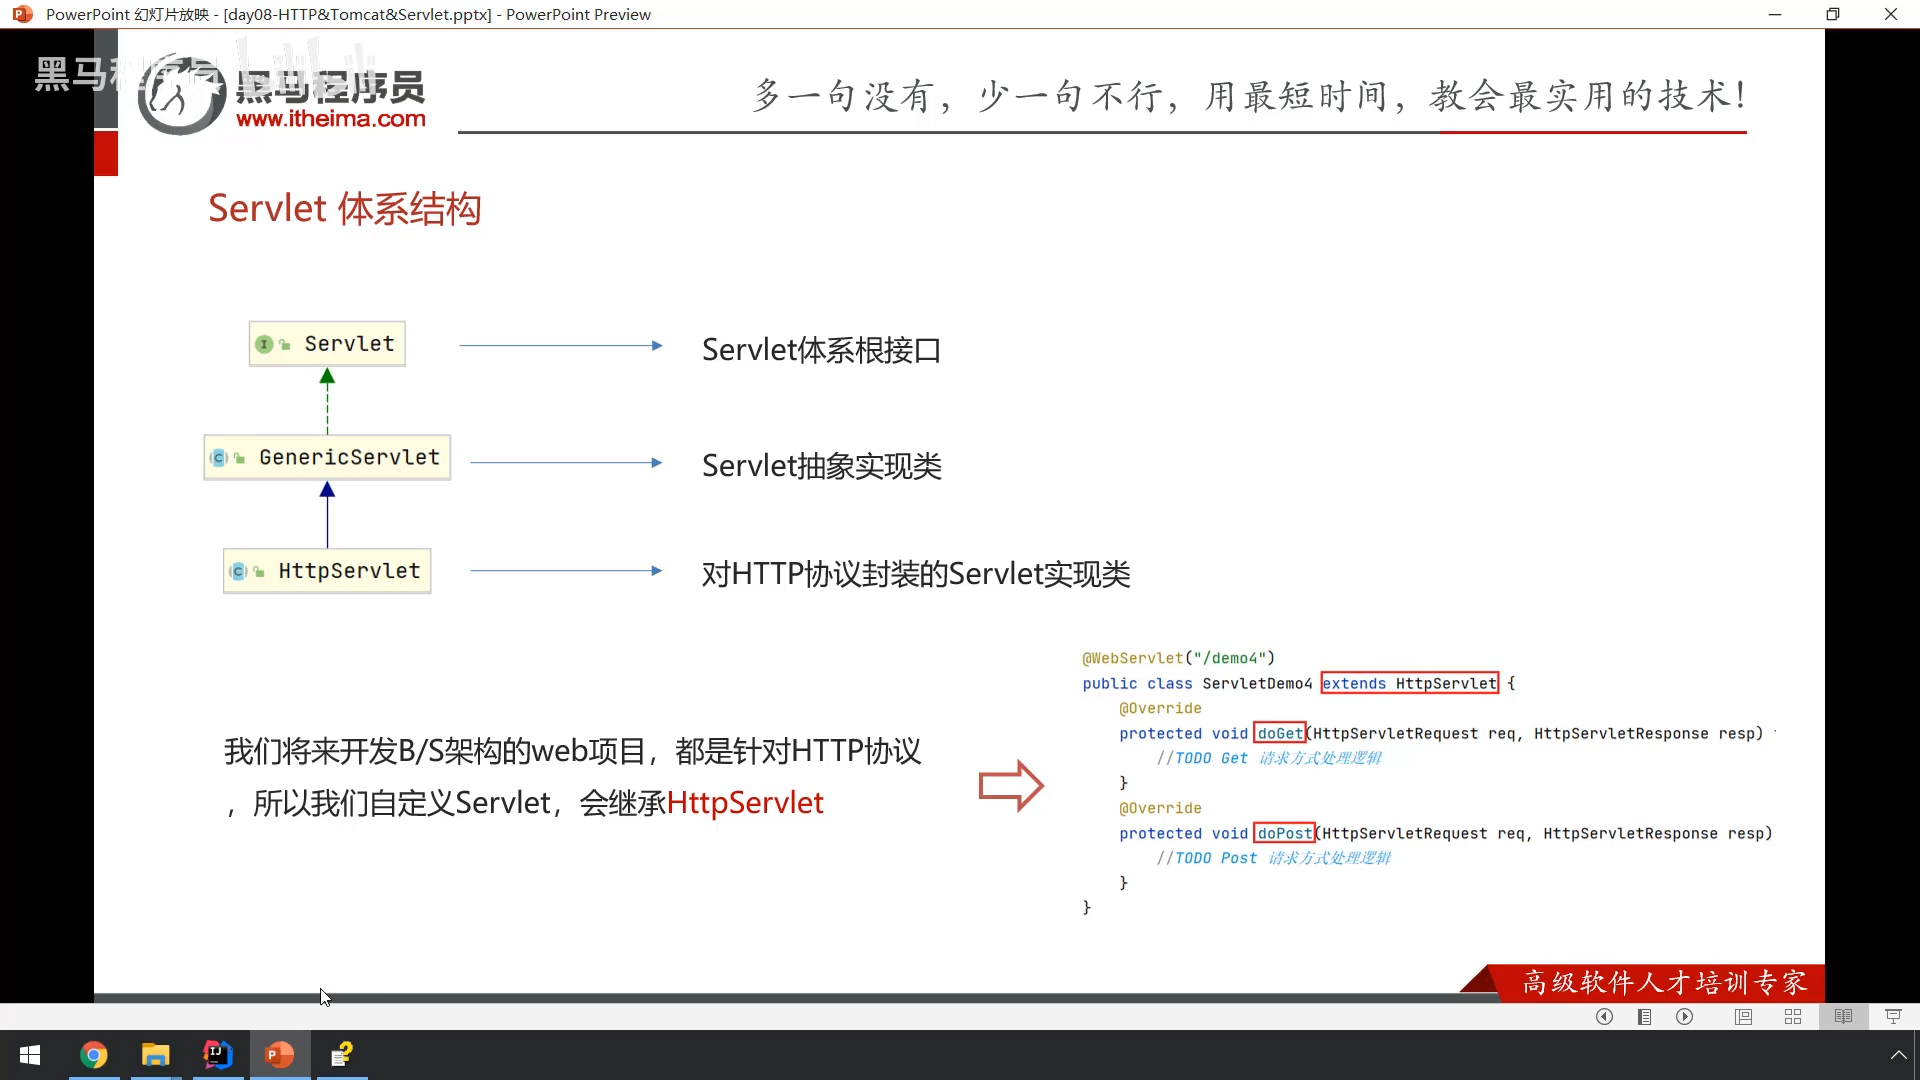 PowerPoint 幻灯片放映 - [day08-HTTP&Tomcat&Servlet.pptx] - PowerPoint Preview
黑马程序员
黑马程序员
www.itheima.com
多一句没有，少一句不行，用最短时间，教会最实用的技术！
Servlet 体系结构
Servlet
Servlet体系根接口
GenericServlet
Servlet抽象实现类
HttpServlet
对HTTP协议封装的Servlet实现类
我们将来开发B/S架构的web项目，都是针对HTTP协议
，所以我们自定义Servlet，会继承HttpServlet
@WebServlet("/demo4")
public class ServletDemo4 extends HttpServlet {
@Override
protected void doGet(HttpServletRequest req, HttpServletResponse resp)
//TODO Get 请求方式处理逻辑
}
@Override
protected void doPost(HttpServletRequest req, HttpServletResponse resp)
//TODO Post 请求方式处理逻辑
}
}
高级软件人才培训专家